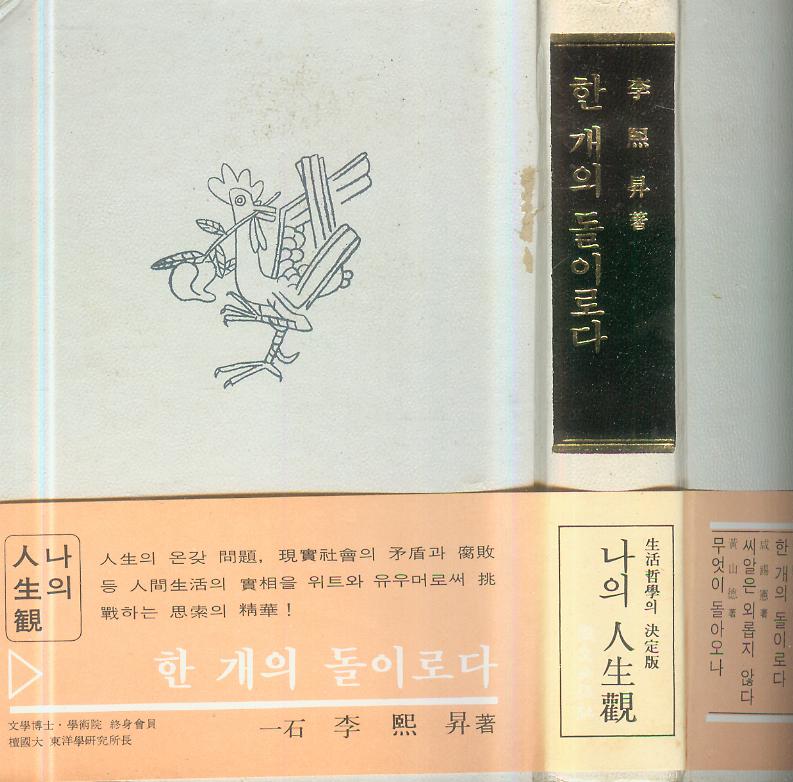 나의
人生観
人生의 온갖 問題, 現實社會의 矛盾과 腐敗
등 人間生活의 實相을 위트와 유우머로써 挑
戰하는 思索의 精華!
한 개의 돌이로다
文學博士·學術院 終身會員
檀國大 東洋學硏究所長
一石 李熙昇著
李熙昇著
한 개의 돌이로다
生活哲學의 決定版
나의 人生觀
한 개의 돌이로다
咸錫憲著
씨알은 외롭지 않다
黃山德著
무엇이 돌아오나